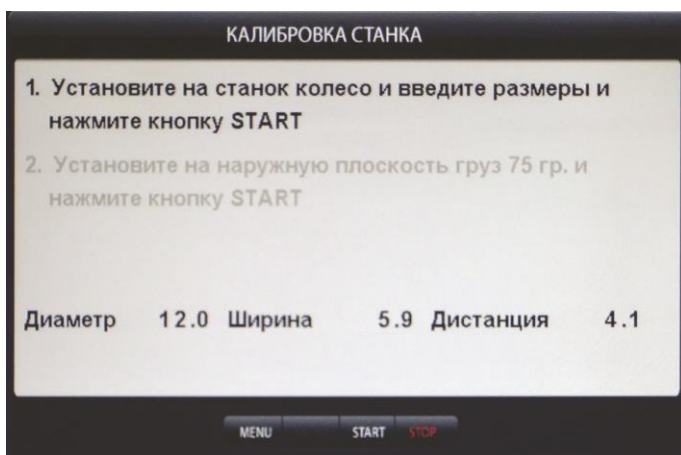 КАЛИБРОВКА СТАНКА
1. Установите на станок колесо и введите размеры и
нажмите кнопку START
2. Установите на наружную плоскость груз 75 гр. и
нажмите кнопку START
Диаметр 12.0 Ширина 5.9 Дистанция 4.1
MENU START STOP